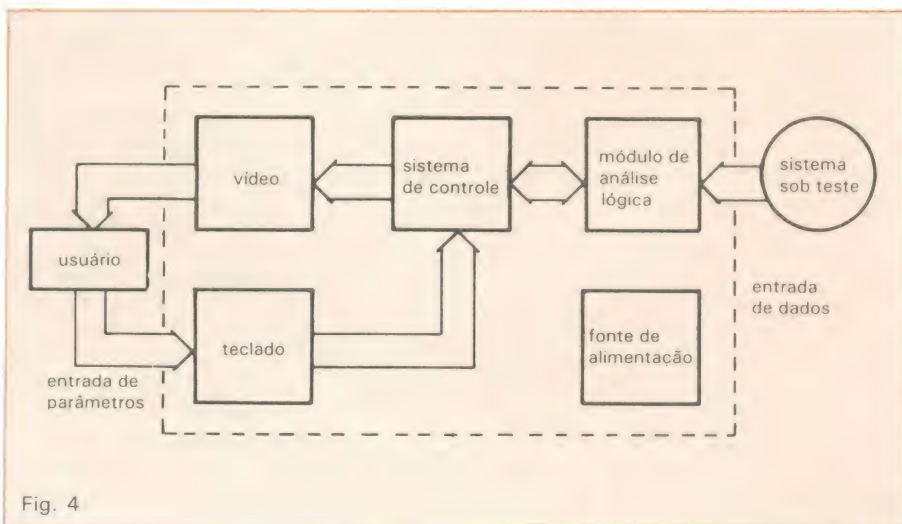 vídeo
sistema
de controle
módulo de
análise
lógica
sistema
sob teste
usuário
teclado
fonte de
alimentação
entrada
de dados
entrada de
parâmetros
Fig. 4